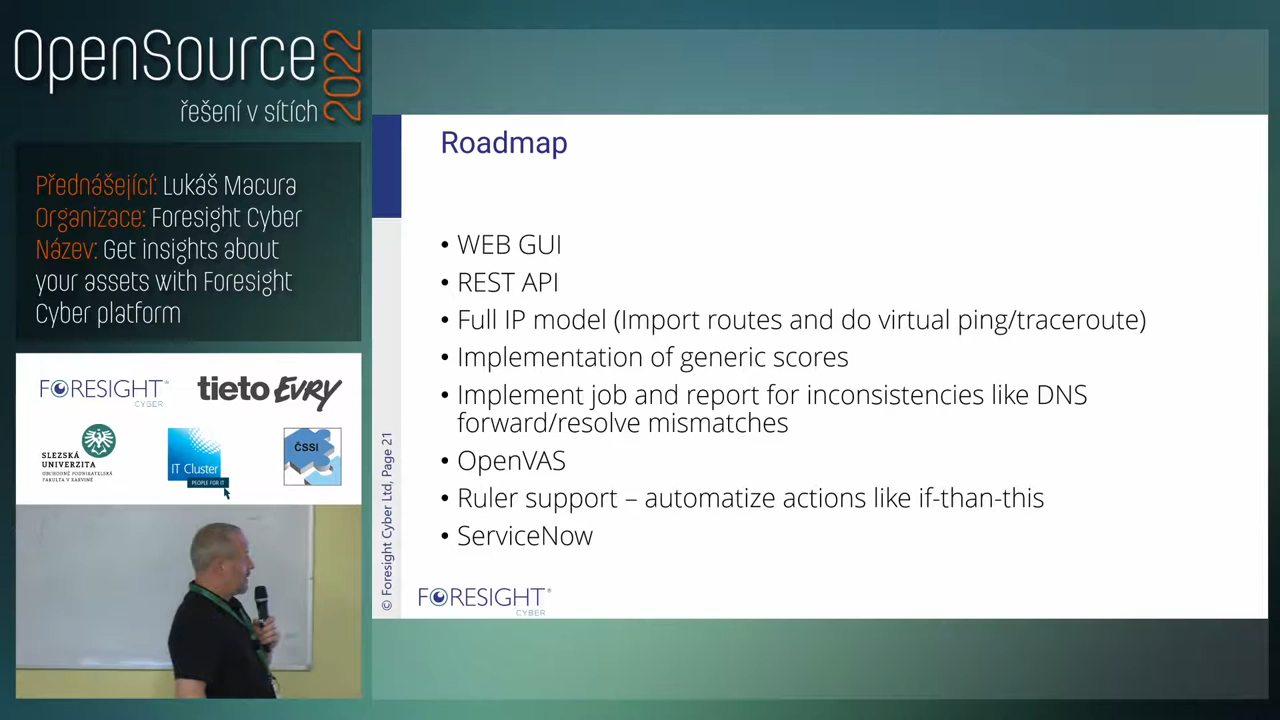 OpenSource
2022
řešení v sítích
Přednášející: Lukáš Macura
Organizace: Foresight Cyber
Název: Get insights about
your assets with Foresight
Cyber platform
FORESIGHT®
CYBER
tieto Evry
SLEZSKÁ
UNIVERZITA
OBCHODNĚ PODNIKATELSKÁ
FAKULTA V KARVINÉ
IT Cluster
PEOPLE FOR IT
ČSSI
Roadmap
• WEB GUI
• REST API
• Full IP model (Import routes and do virtual ping/traceroute)
• Implementation of generic scores
• Implement job and report for inconsistencies like DNS
forward/resolve mismatches
• OpenVAS
• Ruler support – automatize actions like if-than-this
• ServiceNow
© Foresight Cyber Ltd, Page 21
FORESIGHT®
CYBER